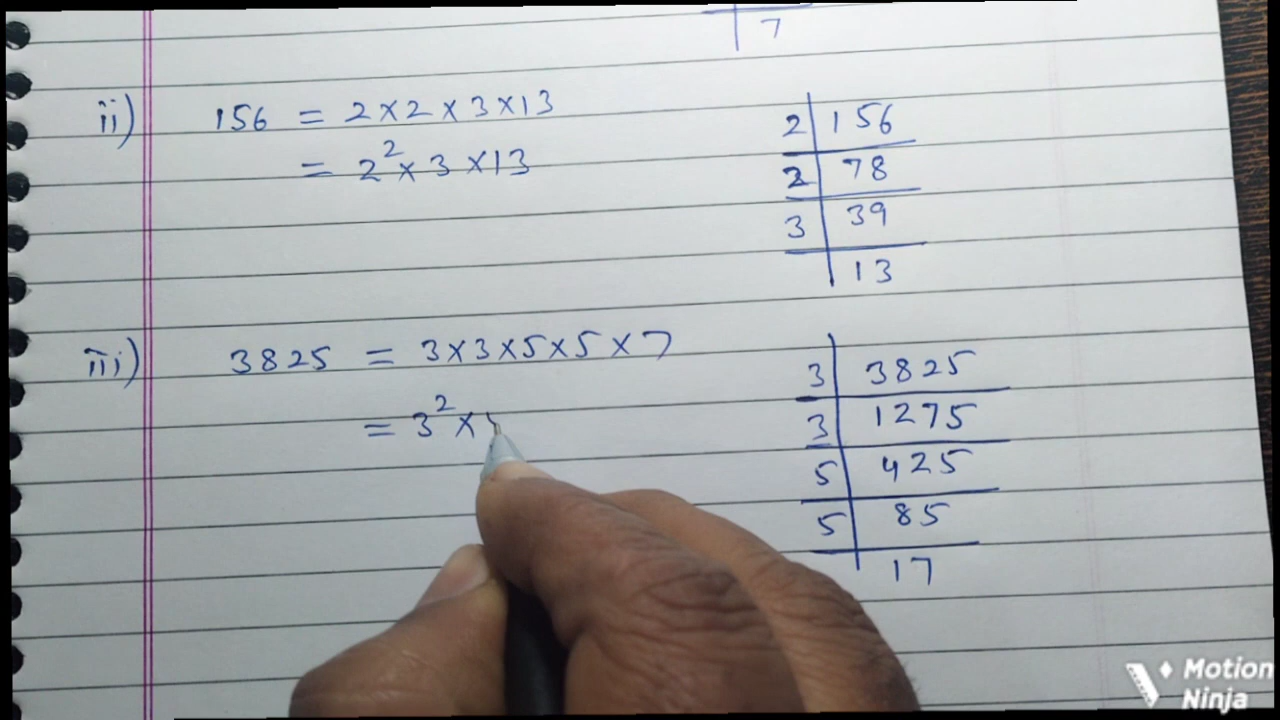 7
ii) 156 = 2×2×3×13
= 2²×3×13
2 | 156
2 | 78
3 | 39
| 13
iii) 3825 = 3×3×5×5×7
= 3²×
3 | 3825
3 | 1275
5 | 425
5 | 85
| 17
Motion
Ninja